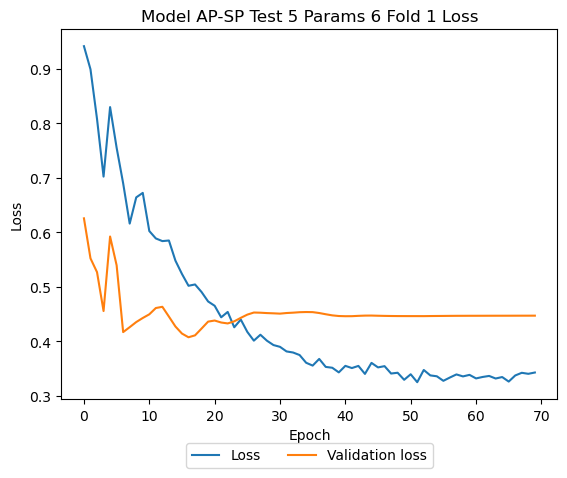 Model AP-SP Test 5 Params 6 Fold 1 Loss
0.9
0.8
0.7
0.6
0.5
0.4
0.3
Loss
0 10 20 30 40 50 60 70
Epoch
Loss Validation loss